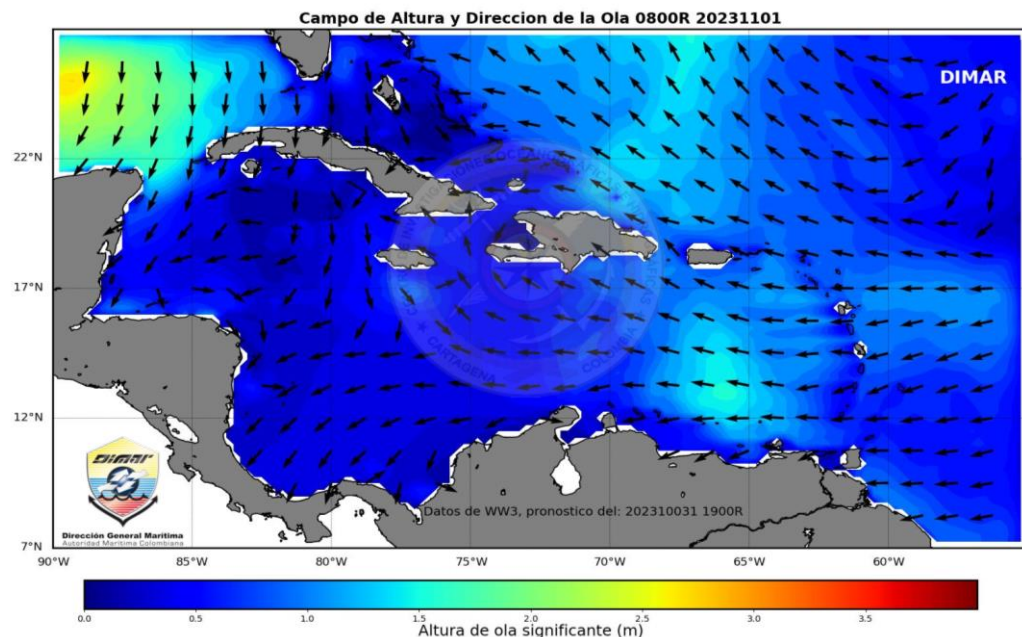 Campo de Altura y Direccion de la Ola 0800R 20231101
DIMAR
22°N
17°N
12°N
7°N
Dimar
Dirección General Marítima
Autoridad Marítima Colombiana
Datos de WW3, pronostico del: 202310031 1900R
90°W
85°W
80°W
75°W
70°W
65°W
60°W
0.0
0.5
1.0
1.5
2.0
2.5
3.0
3.5
Altura de ola significante (m)